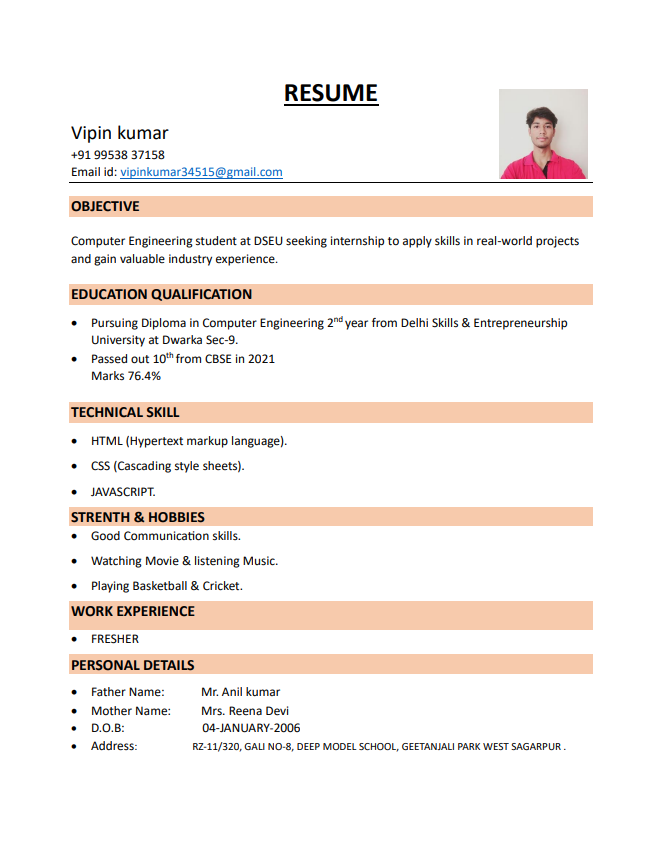 RESUME
Vipin kumar
+91 99538 37158
Email id: vipinkumar34515@gmail.com
OBJECTIVE
Computer Engineering student at DSEU seeking internship to apply skills in real-world projects
and gain valuable industry experience.
EDUCATION QUALIFICATION
• Pursuing Diploma in Computer Engineering 2nd year from Delhi Skills & Entrepreneurship
University at Dwarka Sec-9.
• Passed out 10th from CBSE in 2021
Marks 76.4%
TECHNICAL SKILL
• HTML (Hypertext markup language).
• CSS (Cascading style sheets).
• JAVASCRIPT.
STRENTH & HOBBIES
• Good Communication skills.
• Watching Movie & listening Music.
• Playing Basketball & Cricket.
WORK EXPERIENCE
• FRESHER
PERSONAL DETAILS
• Father Name: Mr. Anil kumar
• Mother Name: Mrs. Reena Devi
• D.O.B: 04-JANUARY-2006
• Address: RZ-11/320, GALI NO-8, DEEP MODEL SCHOOL, GEETANJALI PARK WEST SAGARPUR .